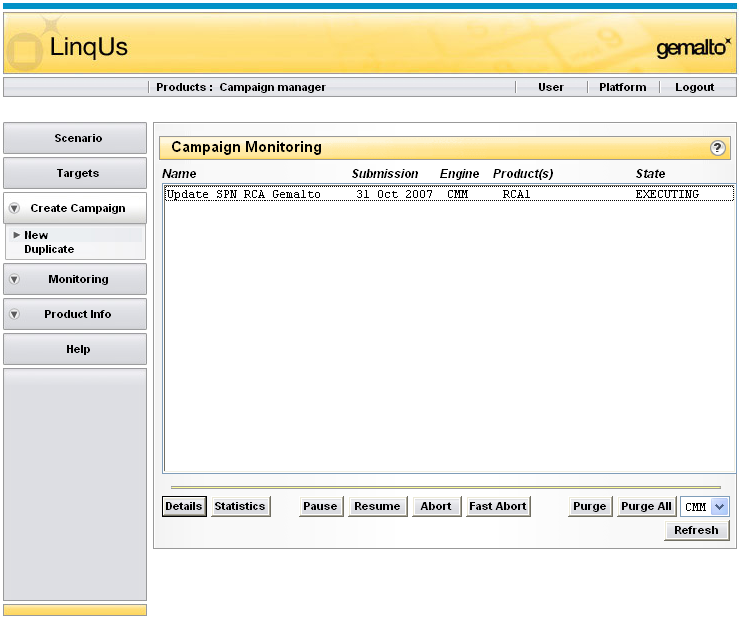 LinqUs
gemalto
Products : Campaign manager
User
Platform
Logout
Scenario
Targets
Create Campaign
New
Duplicate
Monitoring
Product Info
Help
Campaign Monitoring
?
Name Submission Engine Product(s) State
Update SPN RCA Gemalto 31 Oct 2007 CMM RCA1 EXECUTING
Details Statistics Pause Resume Abort Fast Abort Purge Purge All CMM
Refresh